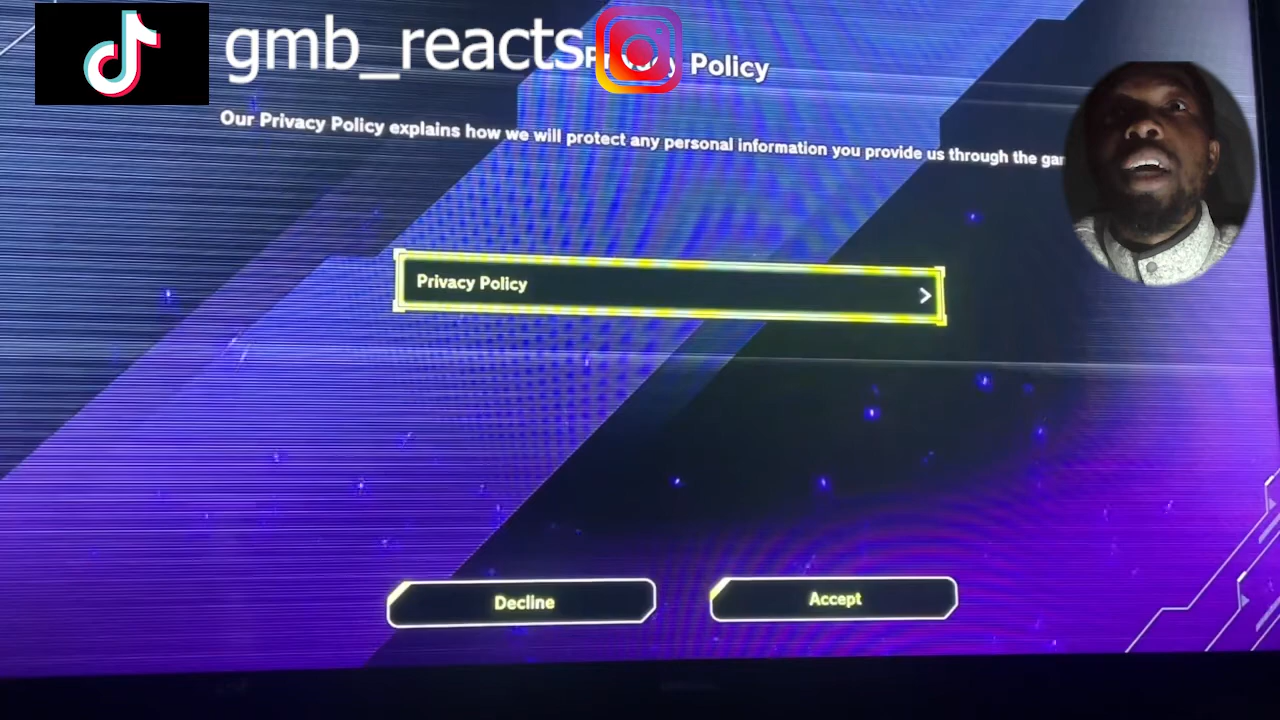 gmb_reacts
Policy
Our Privacy Policy explains how we will protect any personal information you provide us through the
Privacy Policy
Decline
Accept